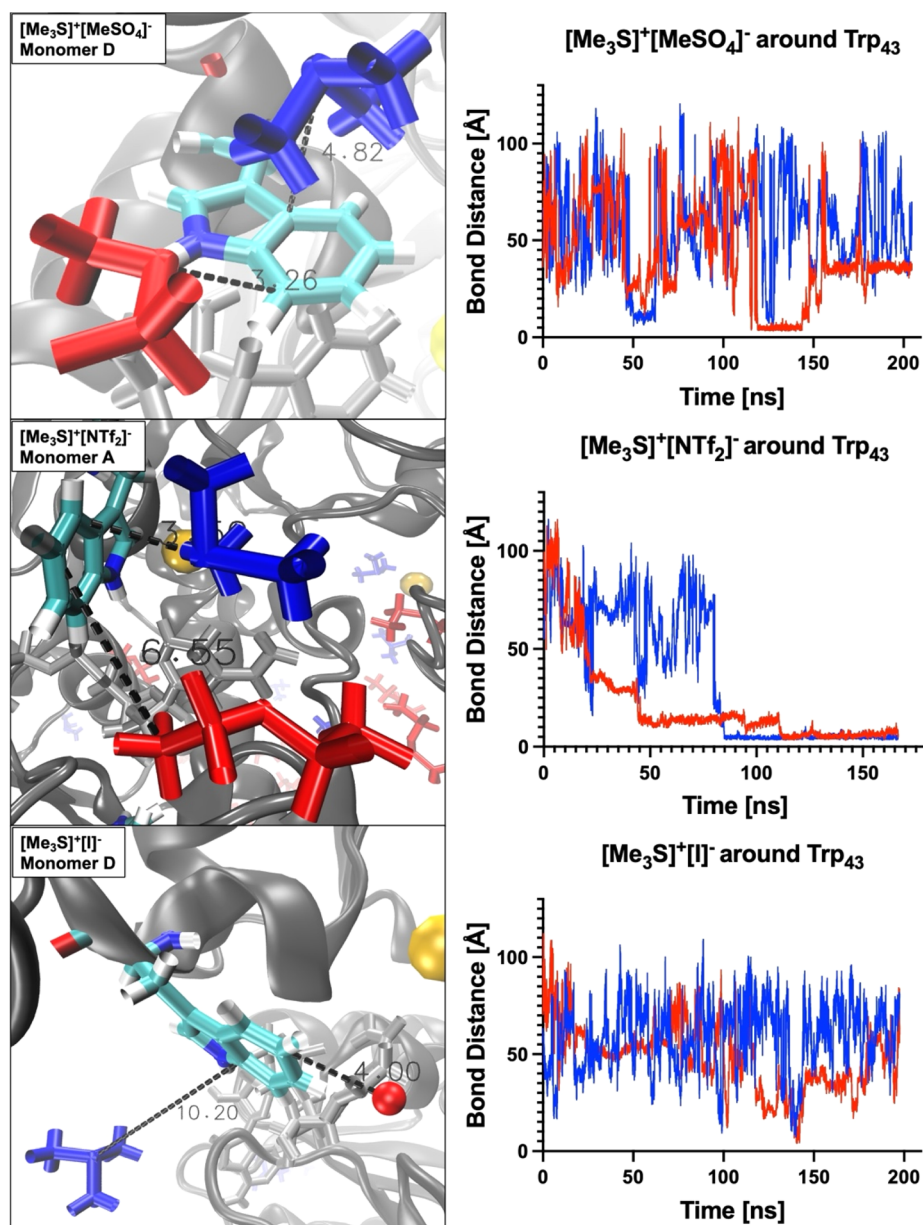 [Me₃S]⁺[MeSO₄]⁻
Monomer D
4.82
3.26
[Me₃S]⁺[MeSO₄]⁻ around Trp₄₃
Bond Distance [Å]
100
50
0
0
50
100
150
200
Time [ns]
[Me₃S]⁺[NTf₂]⁻
Monomer A
6.55
[Me₃S]⁺[NTf₂]⁻ around Trp₄₃
Bond Distance [Å]
100
50
0
0
50
100
150
Time [ns]
[Me₃S]⁺[I]⁻
Monomer D
4.00
10.20
[Me₃S]⁺[I]⁻ around Trp₄₃
Bond Distance [Å]
100
50
0
0
50
100
150
200
Time [ns]